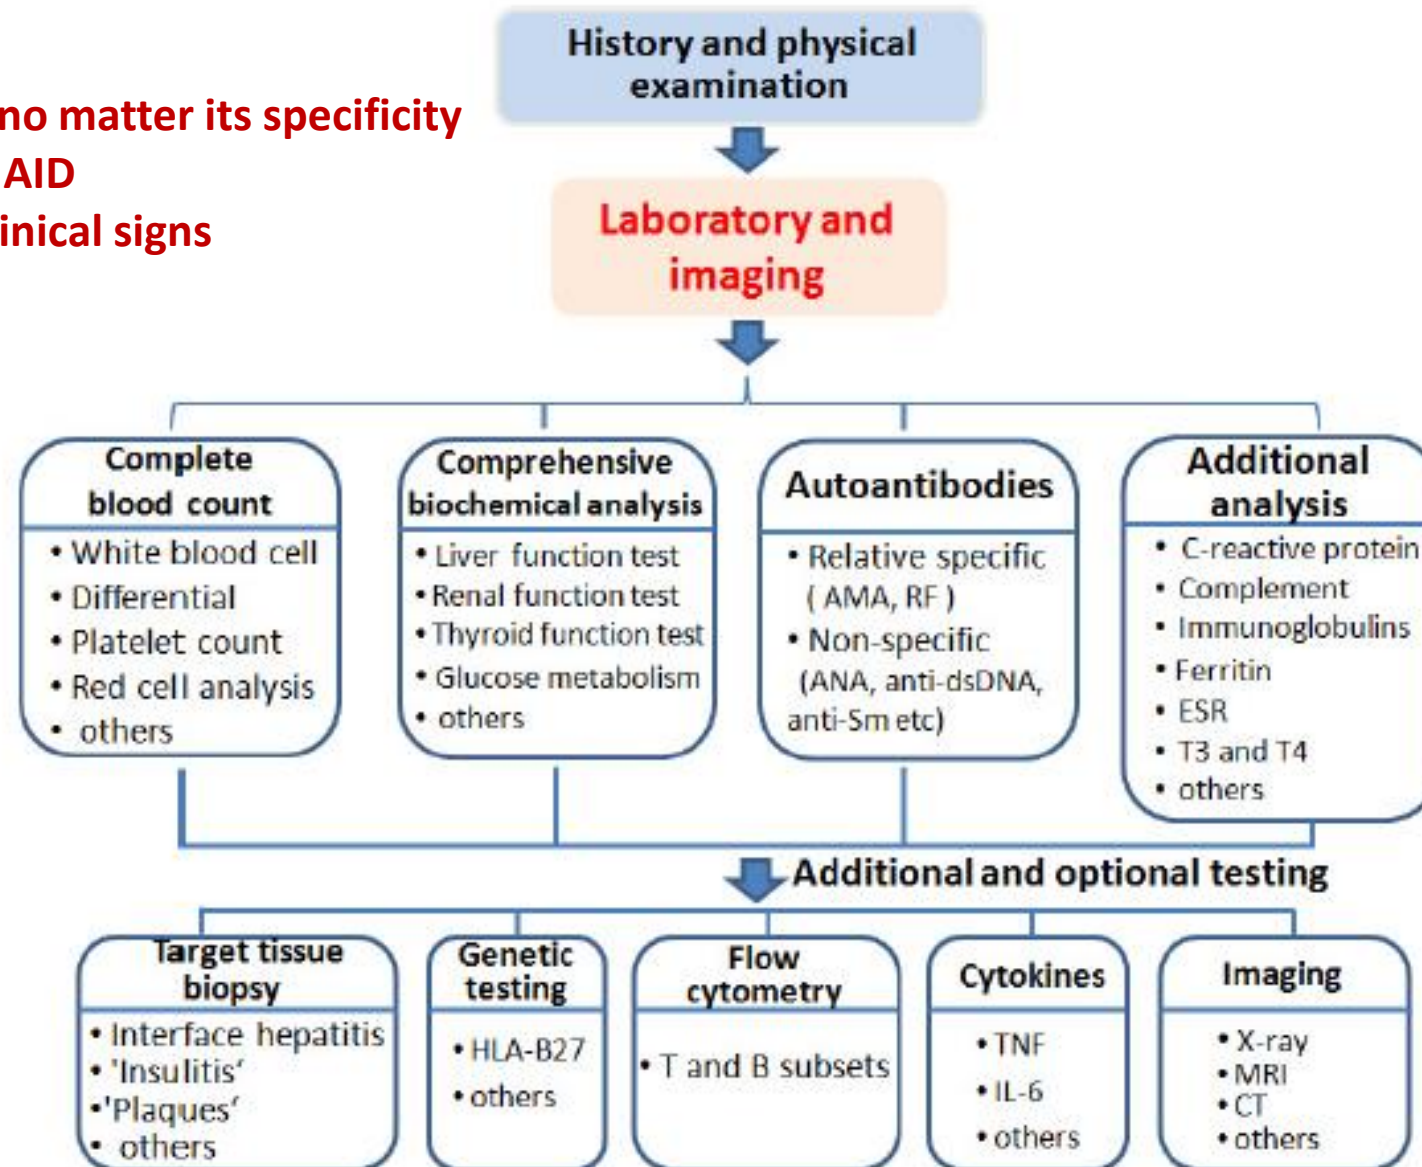 History and physical
examination
no matter its specificity
AID
inical signs
Laboratory and
imaging
Complete
blood count
• White blood cell
• Differential
• Platelet count
• Red cell analysis
• others
Comprehensive
biochemical analysis
• Liver function test
• Renal function test
• Thyroid function test
• Glucose metabolism
• others
Autoantibodies
• Relative specific
( AMA, RF )
• Non-specific
(ANA, anti-dsDNA,
anti-Sm etc)
Additional
analysis
• C-reactive protein
• Complement
• Immunoglobulins
• Ferritin
• ESR
• T3 and T4
• others
Additional and optional testing
Target tissue
biopsy
• Interface hepatitis
• 'Insulitis‘
•'Plaques‘
• others
Genetic
testing
• HLA-B27
• others
Flow
cytometry
• T and B subsets
Cytokines
• TNF
• IL-6
• others
Imaging
• X-ray
• MRI
• CT
• others